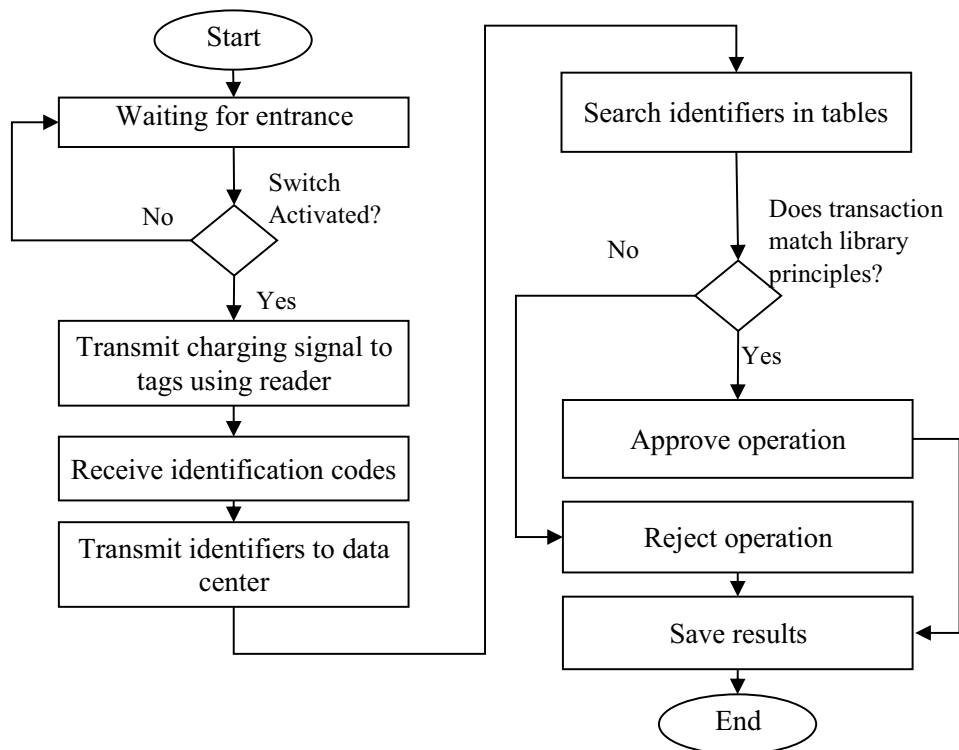 Start
Waiting for entrance
Switch
Activated?
No
Yes
Transmit charging signal to
tags using reader
Receive identification codes
Transmit identifiers to data
center
Search identifiers in tables
Does transaction
match library
principles?
No
Yes
Approve operation
Reject operation
Save results
End